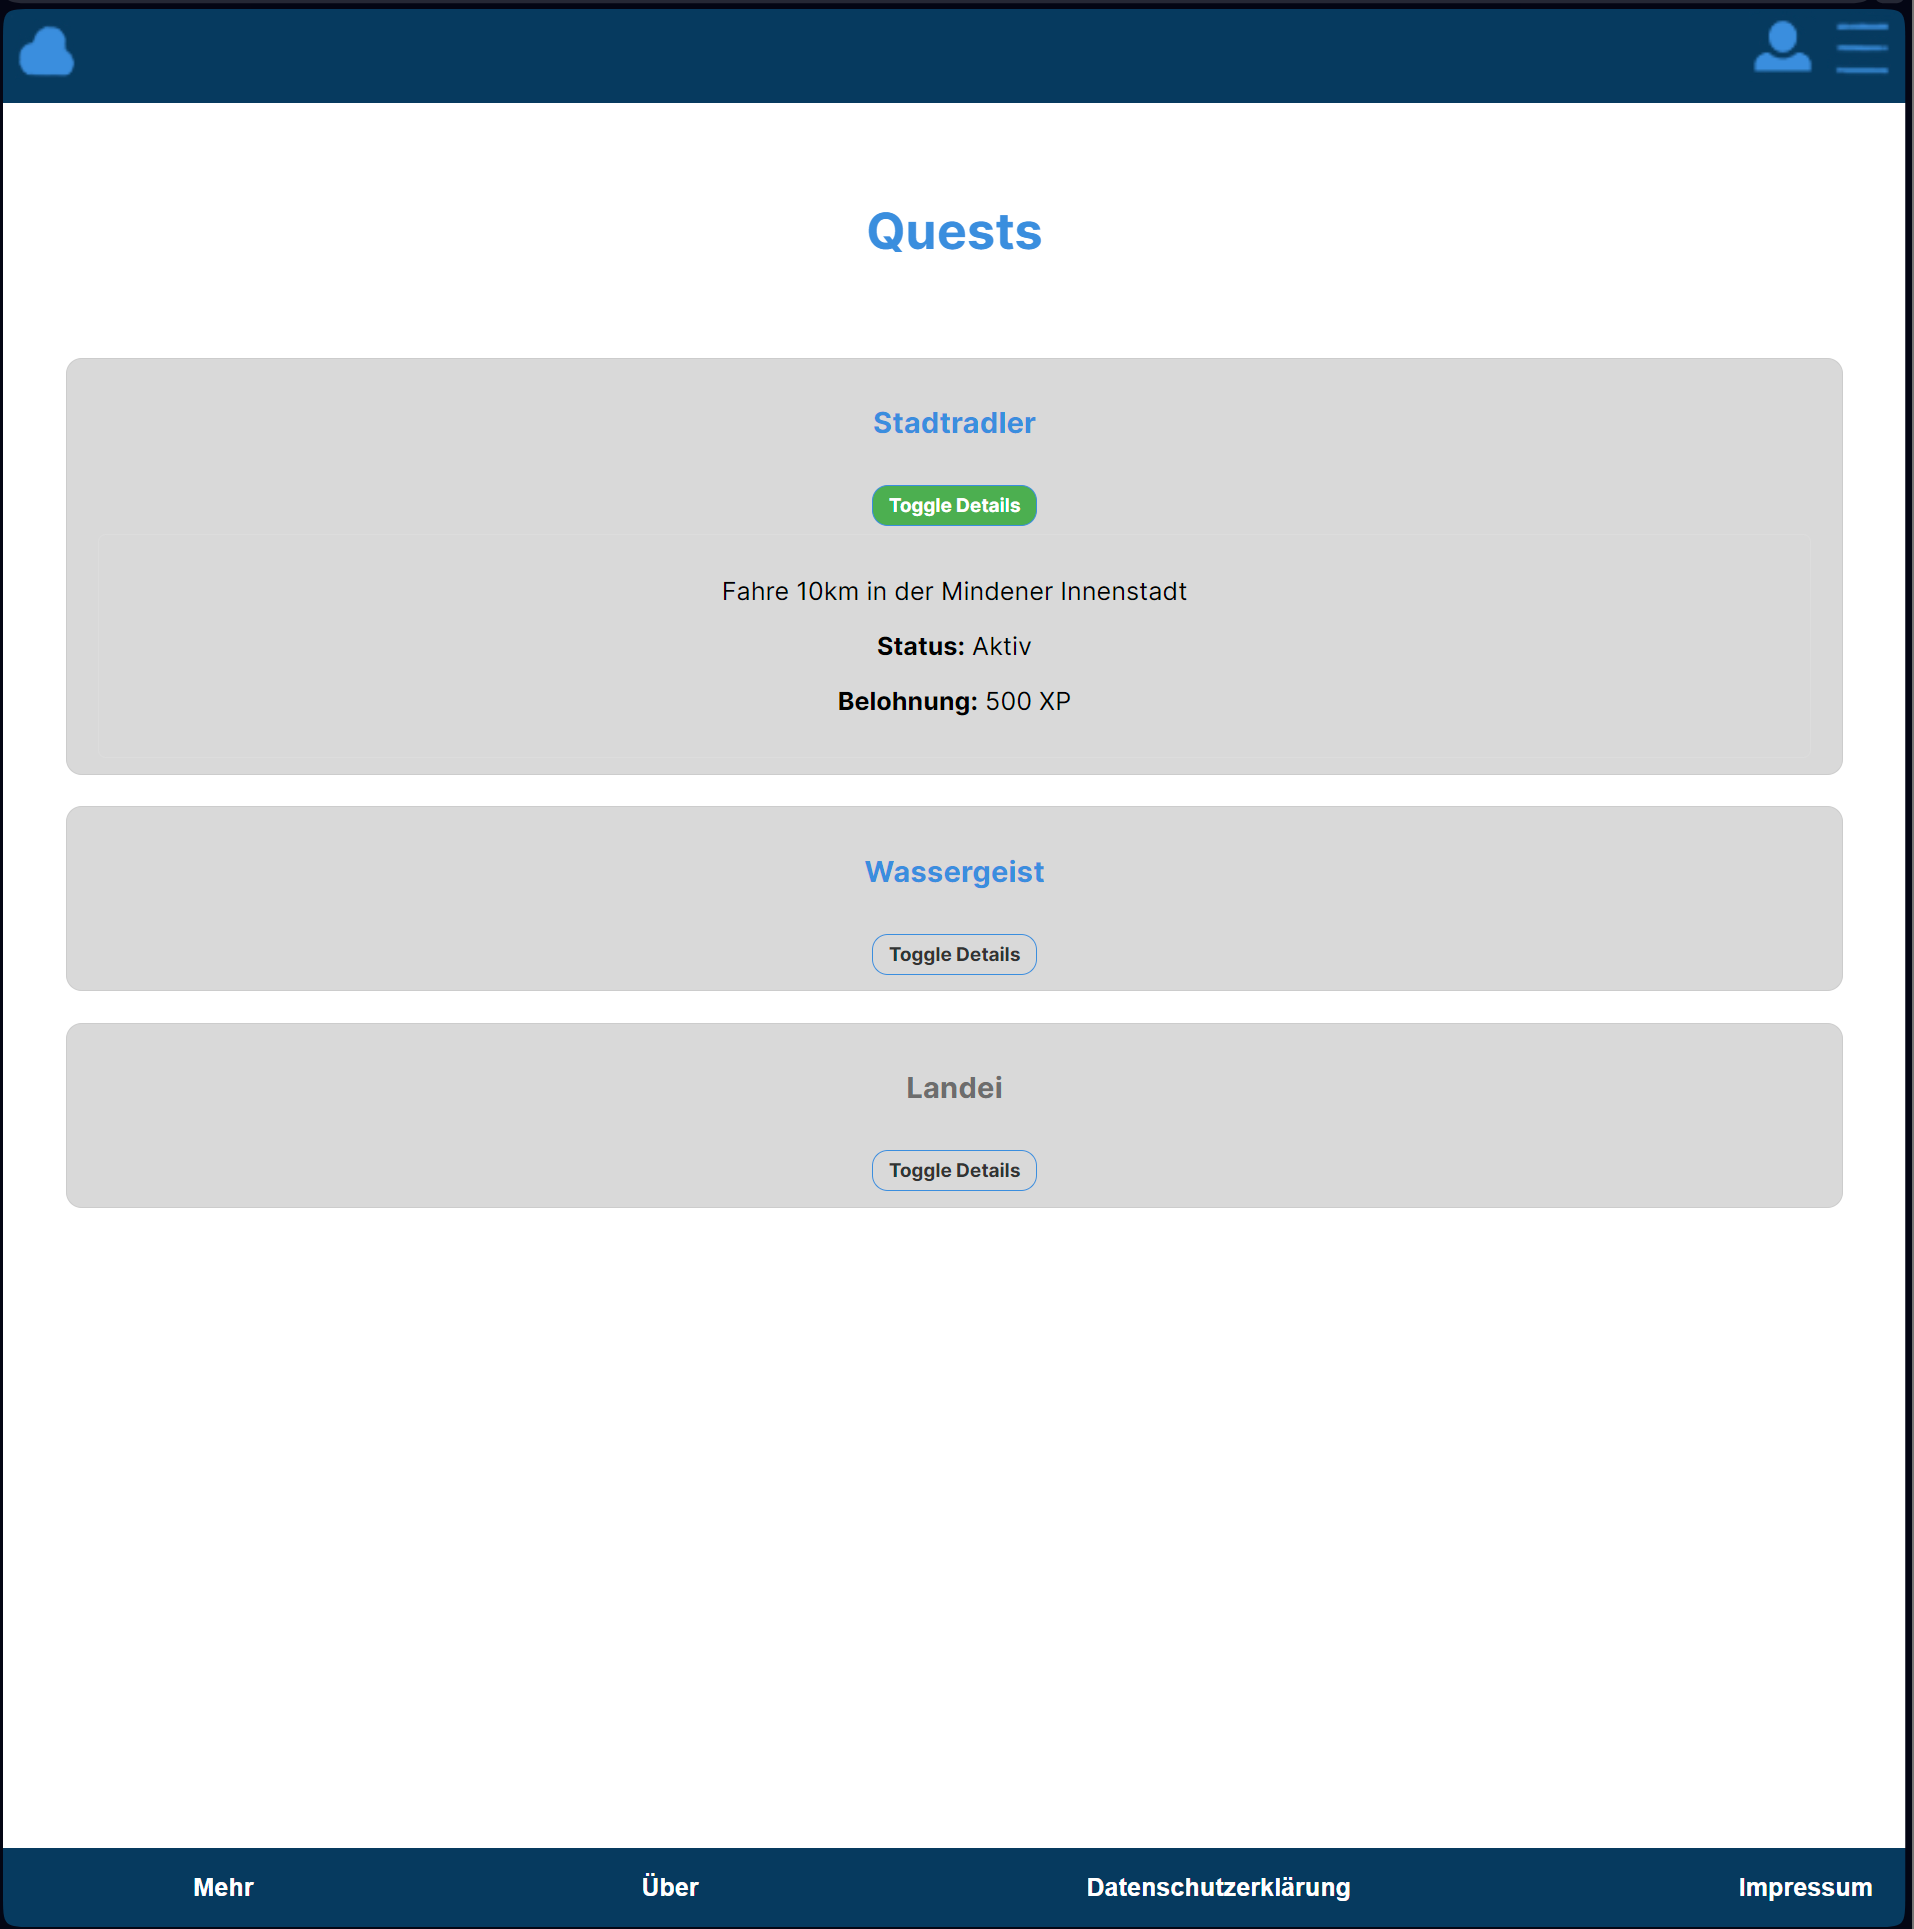 Quests
Stadtradler
Toggle Details
Fahre 10km in der Mindener Innenstadt
Status: Aktiv
Belohnung: 500 XP
Wassergeist
Toggle Details
Landei
Toggle Details
Mehr Über Datenschutzerklärung Impressum